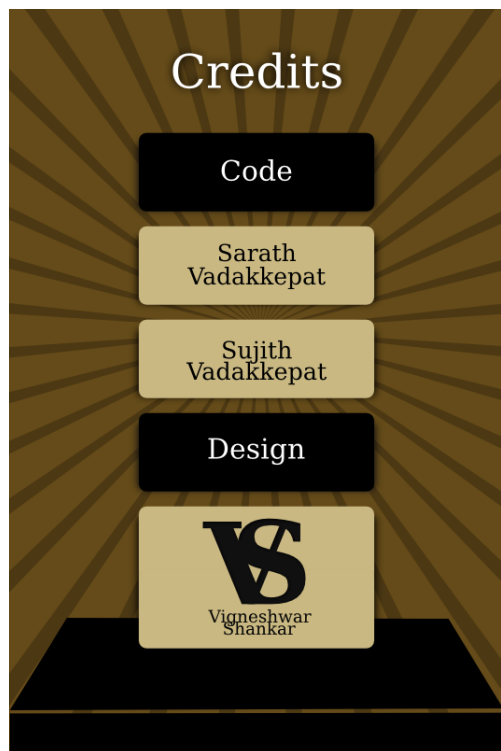 Credits
Code
Sarath
Vadakkepat
Sujith
Vadakkepat
Design
VS
Vigneshwar
Shankar